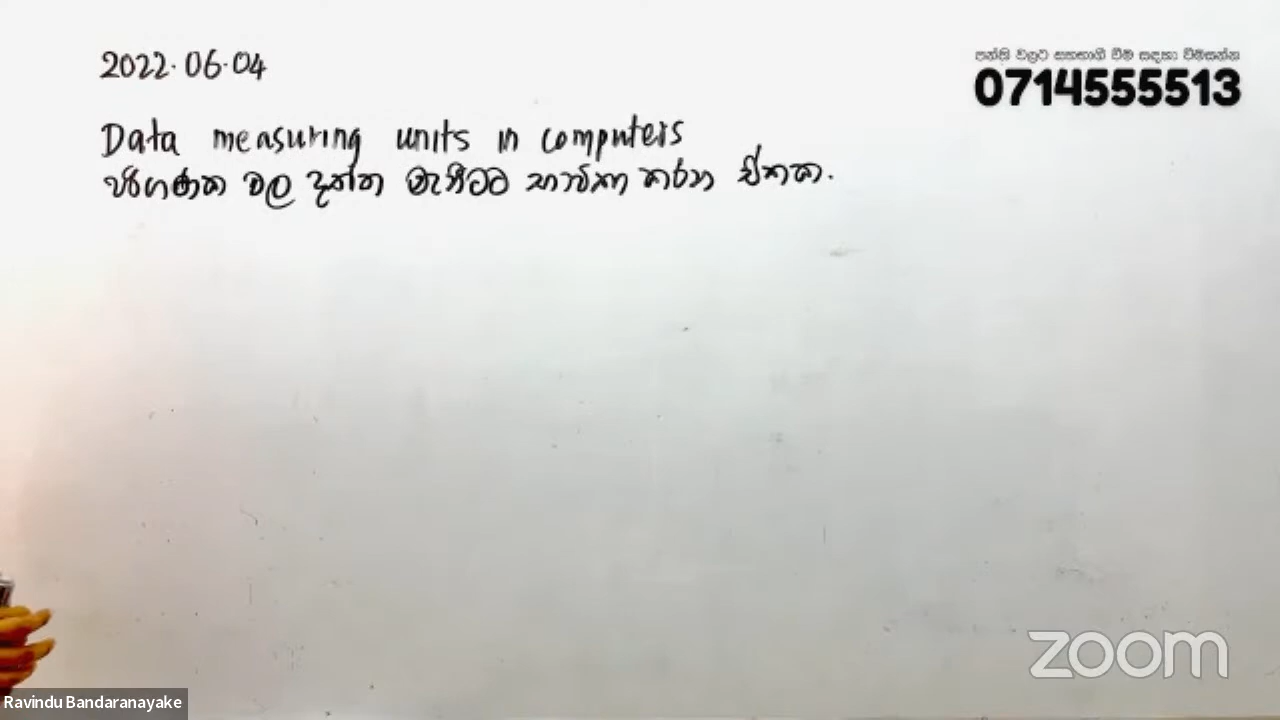 2022.06.04
පන්ති වලට සහභාගී වීම සඳහා විමසන්න
0714555513
Data measuring units in computers
පරිගණක වල දත්ත මැනීමට භාවිතා කරන ඒකක.
zoom
Ravindu Bandaranayake